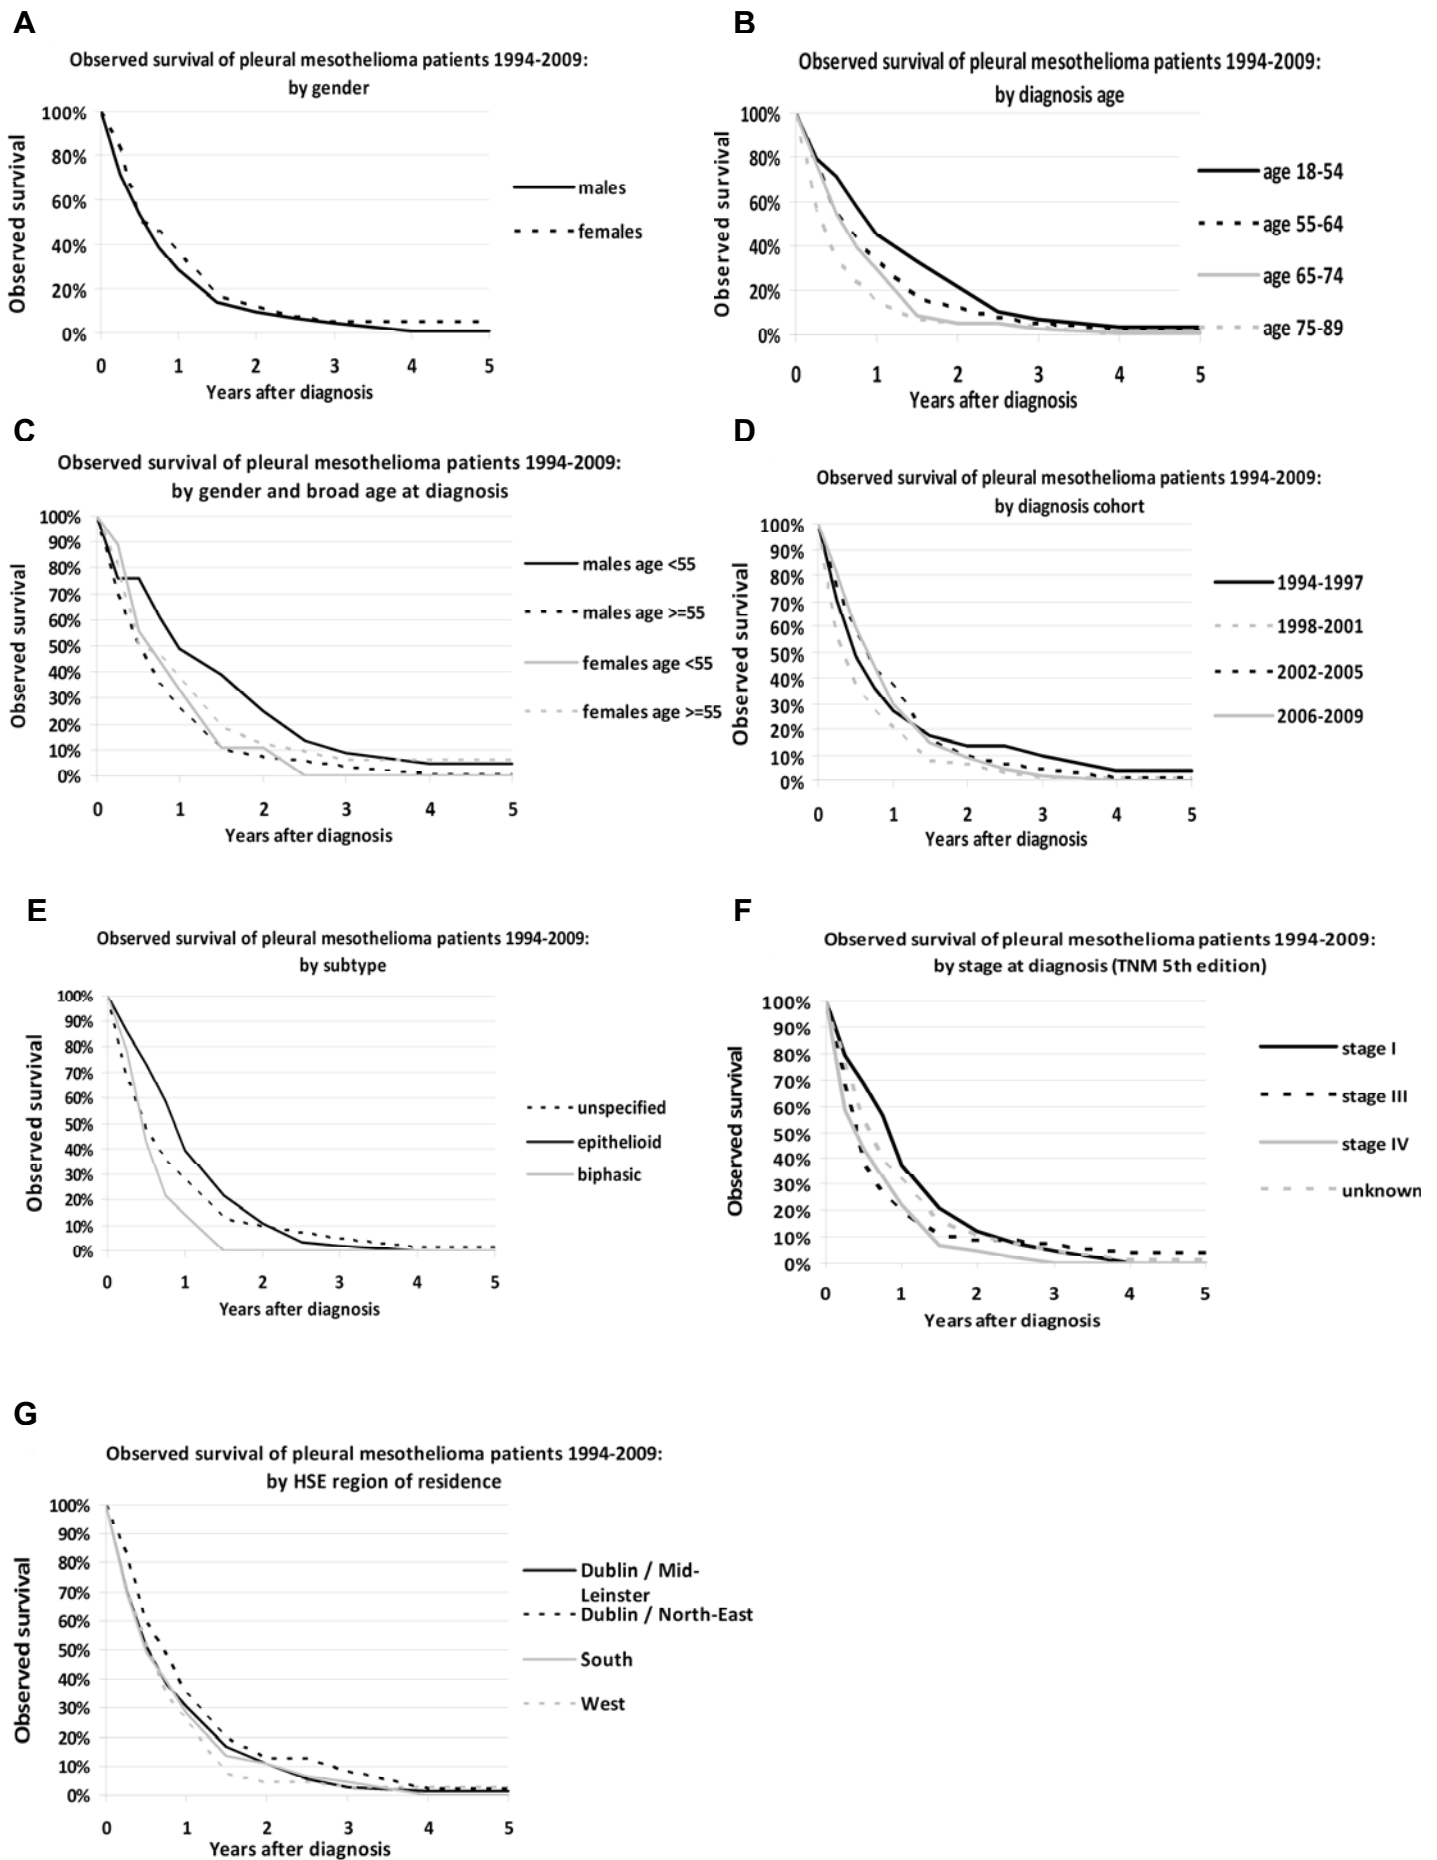 A
Observed survival of pleural mesothelioma patients 1994-2009:
by gender
Observed survival
100%
80%
60%
40%
20%
0%
0 1 2 3 4 5
Years after diagnosis
males
females
B
Observed survival of pleural mesothelioma patients 1994-2009:
by diagnosis age
Observed survival
100%
80%
60%
40%
20%
0%
0 1 2 3 4 5
Years after diagnosis
age 18-54
age 55-64
age 65-74
age 75-89
C
Observed survival of pleural mesothelioma patients 1994-2009:
by gender and broad age at diagnosis
Observed survival
100%
90%
80%
70%
60%
50%
40%
30%
20%
10%
0%
0 1 2 3 4 5
Years after diagnosis
males age <55
males age >=55
females age <55
females age >=55
D
Observed survival of pleural mesothelioma patients 1994-2009:
by diagnosis cohort
Observed survival
100%
90%
80%
70%
60%
50%
40%
30%
20%
10%
0%
0 1 2 3 4 5
Years after diagnosis
1994-1997
1998-2001
2002-2005
2006-2009
E
Observed survival of pleural mesothelioma patients 1994-2009:
by subtype
Observed survival
100%
90%
80%
70%
60%
50%
40%
30%
20%
10%
0%
0 1 2 3 4 5
Years after diagnosis
unspecified
epithelioid
biphasic
F
Observed survival of pleural mesothelioma patients 1994-2009:
by stage at diagnosis (TNM 5th edition)
Observed survival
100%
90%
80%
70%
60%
50%
40%
30%
20%
10%
0%
0 1 2 3 4 5
Years after diagnosis
stage I
stage III
stage IV
unknown
G
Observed survival of pleural mesothelioma patients 1994-2009:
by HSE region of residence
Observed survival
100%
90%
80%
70%
60%
50%
40%
30%
20%
10%
0%
0 1 2 3 4 5
Years after diagnosis
Dublin / Mid-
Leinster
Dublin / North-East
South
West